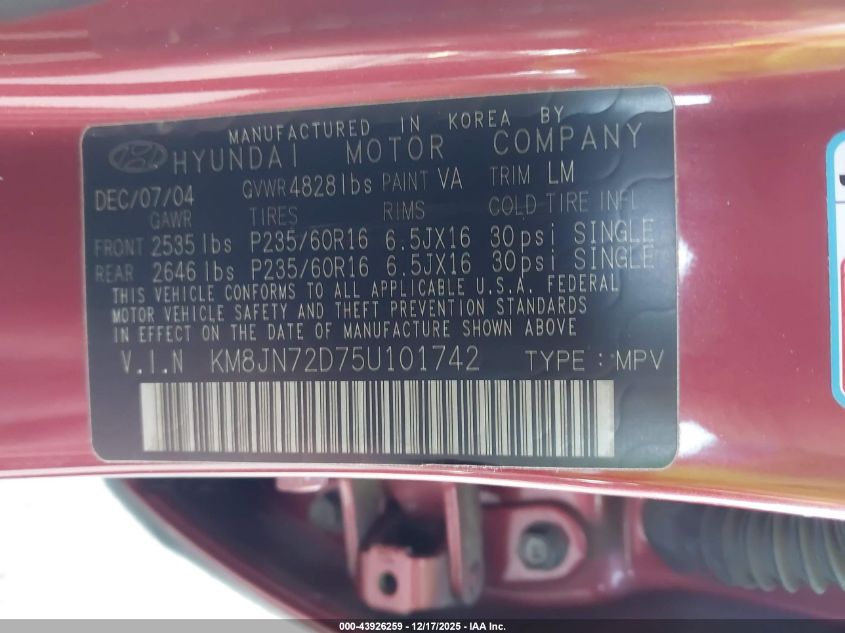 MANUFACTURED IN KOREA BY
HYUNDAI MOTOR COMPANY
DEC/07/04 GVWR 4828 lbs PAINT VA TRIM LM
GAWR TIRES RIMS COLD TIRE INFL
FRONT 2535 lbs P235/60R16 6.5JX16 30psi SINGLE
REAR 2646 lbs P235/60R16 6.5JX16 30psi SINGLE
THIS VEHICLE CONFORMS TO ALL APPLICABLE U.S.A. FEDERAL
MOTOR VEHICLE SAFETY AND THEFT PREVENTION STANDARDS
IN EFFECT ON THE DATE OF MANUFACTURE SHOWN ABOVE
V.I.N KM8JN72D75U101742 TYPE : MPV
000-43926259 - 12/17/2025 - IAA Inc.